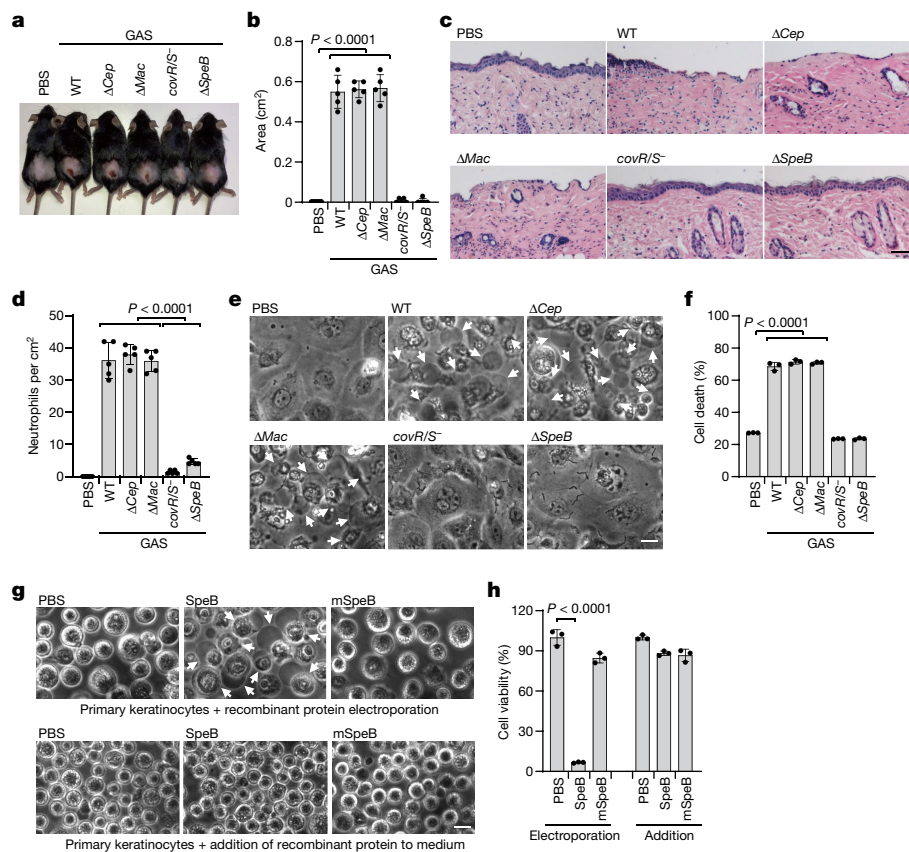 a
GAS
PBS
WT
ΔCep
ΔMac
covR/S⁻
ΔSpeB
b
P < 0.0001
Area (cm²)
0.8
0.6
0.4
0.2
0
PBS
WT
ΔCep
ΔMac
covR/S⁻
ΔSpeB
GAS
c
PBS
WT
ΔCep
ΔMac
covR/S⁻
ΔSpeB
d
P < 0.0001
Neutrophils per cm²
50
40
30
20
10
0
PBS
WT
ΔCep
ΔMac
covR/S⁻
ΔSpeB
GAS
e
PBS
WT
ΔCep
ΔMac
covR/S⁻
ΔSpeB
f
P < 0.0001
Cell death (%)
100
80
60
40
20
0
PBS
WT
ΔCep
ΔMac
covR/S⁻
ΔSpeB
GAS
g
PBS
SpeB
mSpeB
Primary keratinocytes + recombinant protein electroporation
PBS
SpeB
mSpeB
Primary keratinocytes + addition of recombinant protein to medium
h
P < 0.0001
Cell viability (%)
120
90
60
30
0
PBS
SpeB
mSpeB
PBS
SpeB
mSpeB
Electroporation
Addition